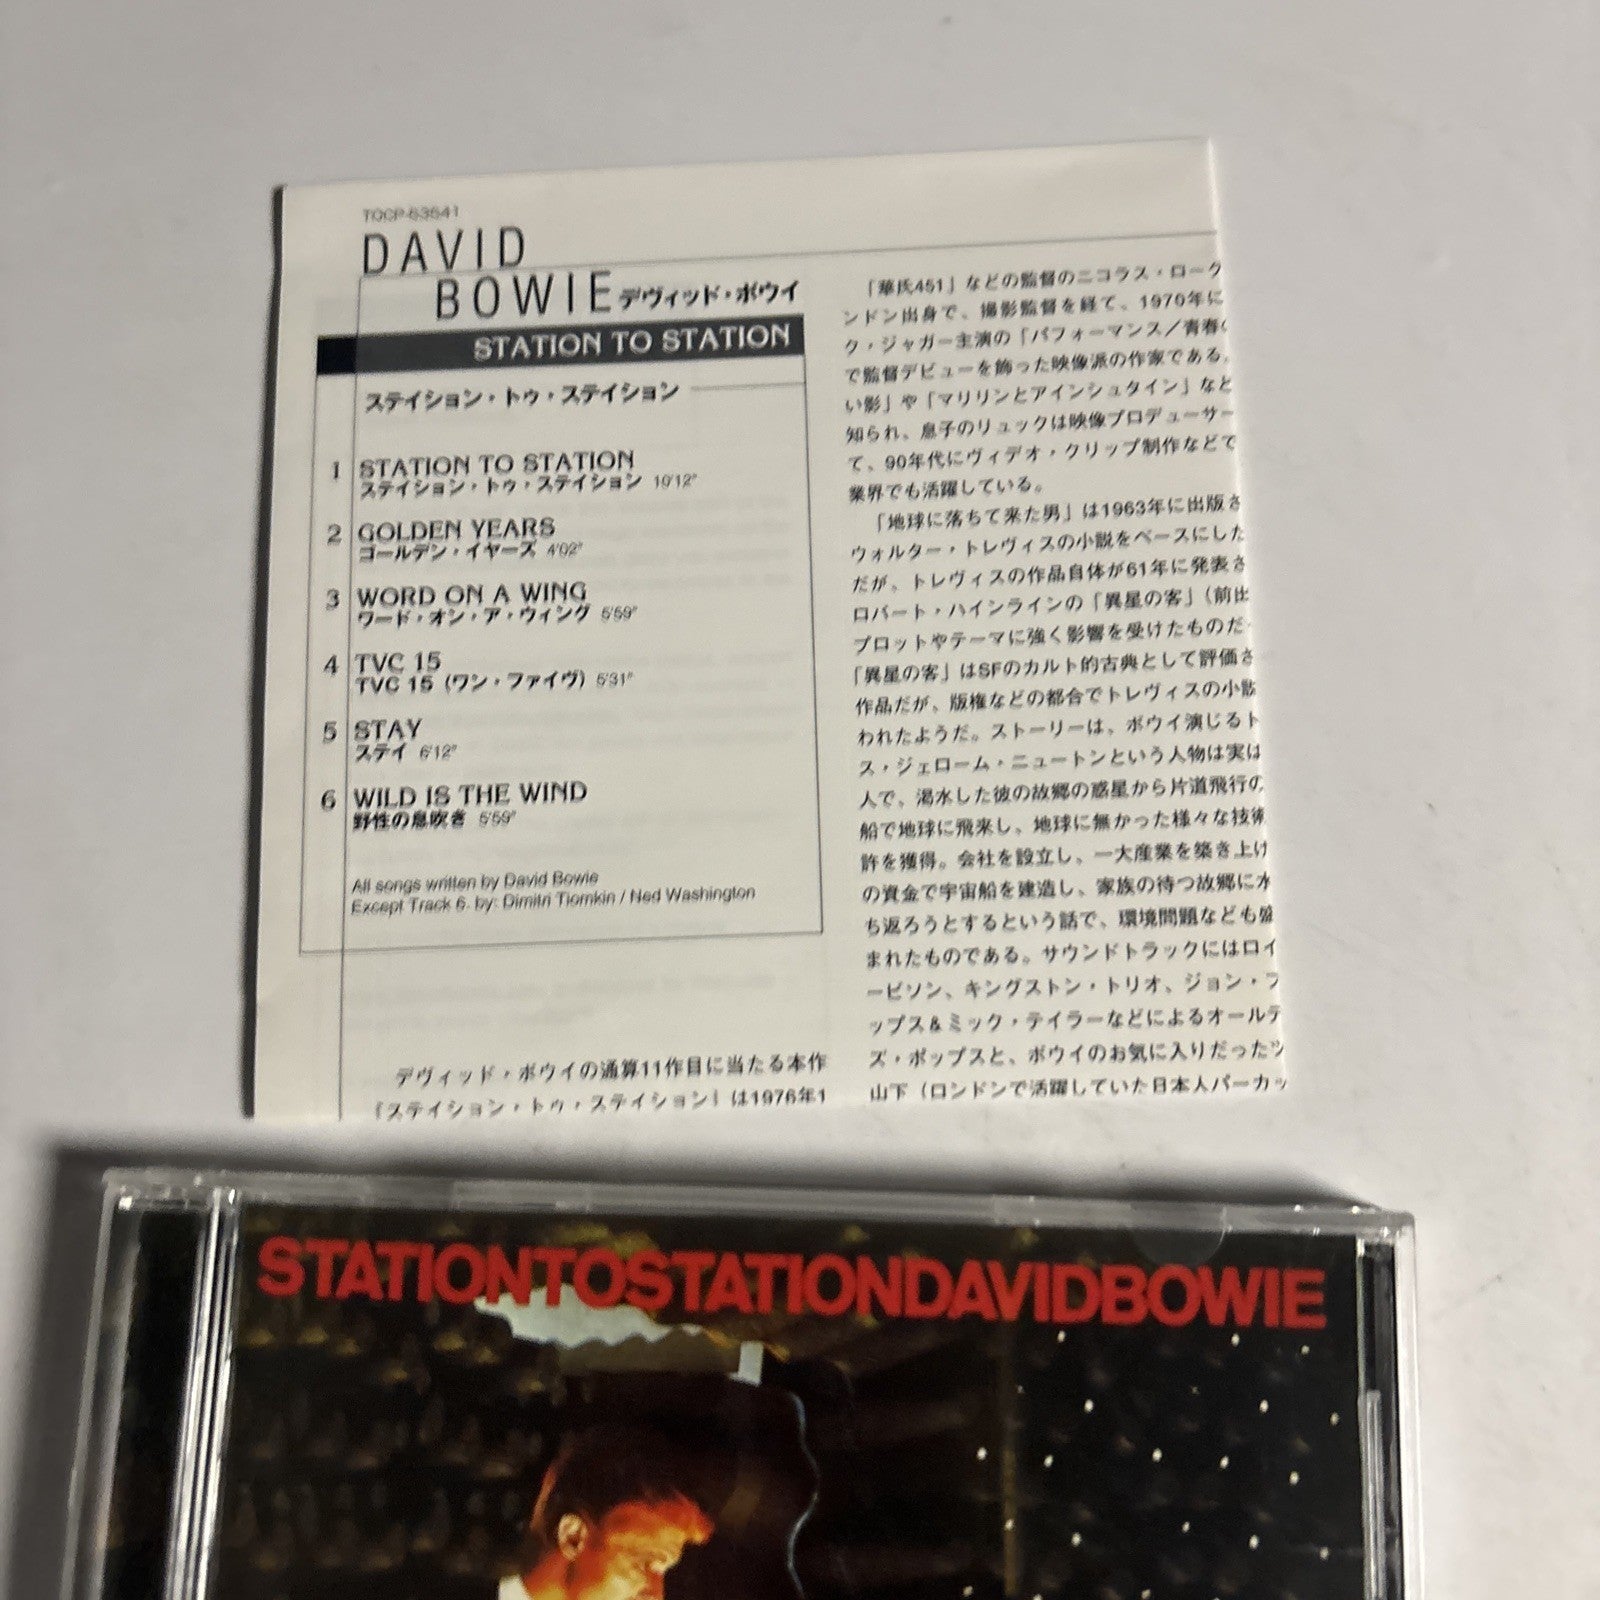 TOCP-53541
DAVID
BOWIE デヴィッド・ボウイ
STATION TO STATION
ステイション・トゥ・ステイション
1 STATION TO STATION
ステイション・トゥ・ステイション 10'12"
2 GOLDEN YEARS
ゴールデン・イヤーズ 4'02"
3 WORD ON A WING
ワード・オン・ア・ウィング 5'59"
4 TVC 15
TVC 15（ワン・ファイヴ） 5'31"
5 STAY
ステイ 6'12"
6 WILD IS THE WIND
野性の息吹き 5'59"
All songs written by David Bowie
Except Track 6. by: Dimitri Tiomkin / Ned Washington
デヴィッド・ボウイの通算11作目に当たる本作
『ステイション・トゥ・ステイション』は1976年1
「華氏451」などの監督のニコラス・ローグ
ンドン出身で、撮影監督を経て、1970年に
ク・ジャガー主演の「パフォーマンス／青春の
で監督デビューを飾った映像派の作家である。
い影」や「マリリンとアインシュタイン」など
知られ、息子のリュックは映像プロデューサー
て、90年代にヴィデオ・クリップ制作などで
業界でも活躍している。
「地球に落ちて来た男」は1963年に出版さ
ウォルター・トレヴィスの小説をベースにした
だが、トレヴィスの作品自体が61年に発表さ
ロバート・ハインラインの「異星の客」（前出
プロットやテーマに強く影響を受けたものだ
「異星の客」はSFのカルト的古典として評価さ
作品だが、版権などの都合でトレヴィスの小説
われたようだ。ストーリーは、ボウイ演じるト
ス・ジェローム・ニュートンという人物は実は
人で、渇水した彼の故郷の惑星から片道飛行の
船で地球に飛来し、地球に無かった様々な技術
許を獲得。会社を設立し、一大産業を築き上げ
の資金で宇宙船を建造し、家族の待つ故郷に水
ち返ろうとするという話で、環境問題なども盛
まれたものである。サウンドトラックにはロイ
ービソン、キングストン・トリオ、ジョン・フ
ップス＆ミック・テイラーなどによるオールデ
ズ・ポップスと、ボウイのお気に入りだったツ
山下（ロンドンで活躍していた日本人パーカッ
STATIONTOSTATIONDAVIDBOWIE